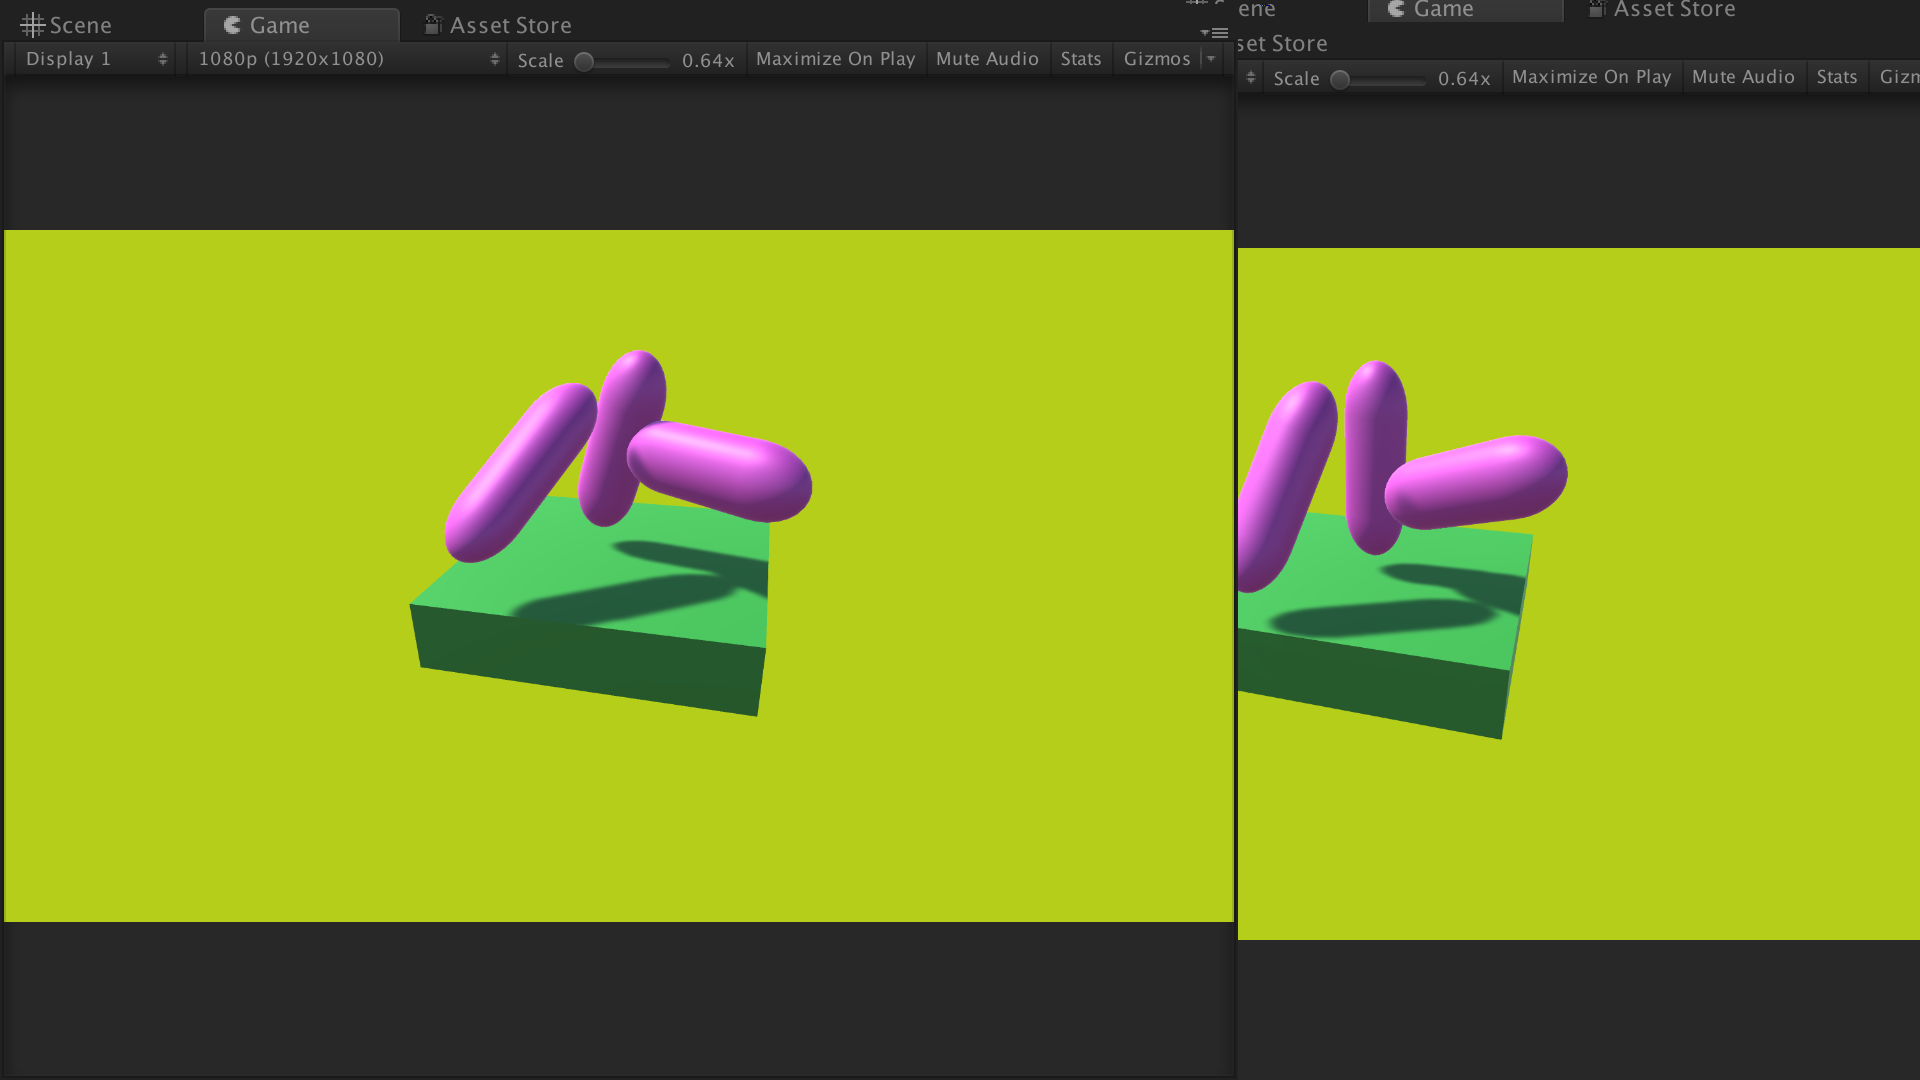 Scene Game Asset Store
Display 1 1080p (1920x1080) Scale 0.64x Maximize On Play Mute Audio Stats Gizmos
ene Game Asset Store
set Store
Scale 0.64x Maximize On Play Mute Audio Stats Gizm